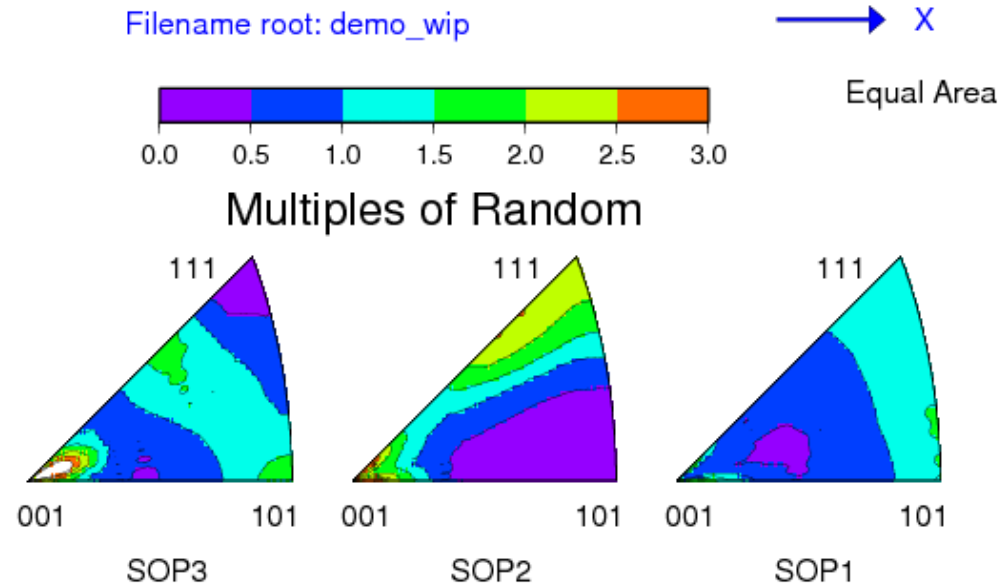 Filename root: demo_wip
X
Equal Area
0.0 0.5 1.0 1.5 2.0 2.5 3.0
Multiples of Random
111 111 111
001 101 001 101 001 101
SOP3 SOP2 SOP1